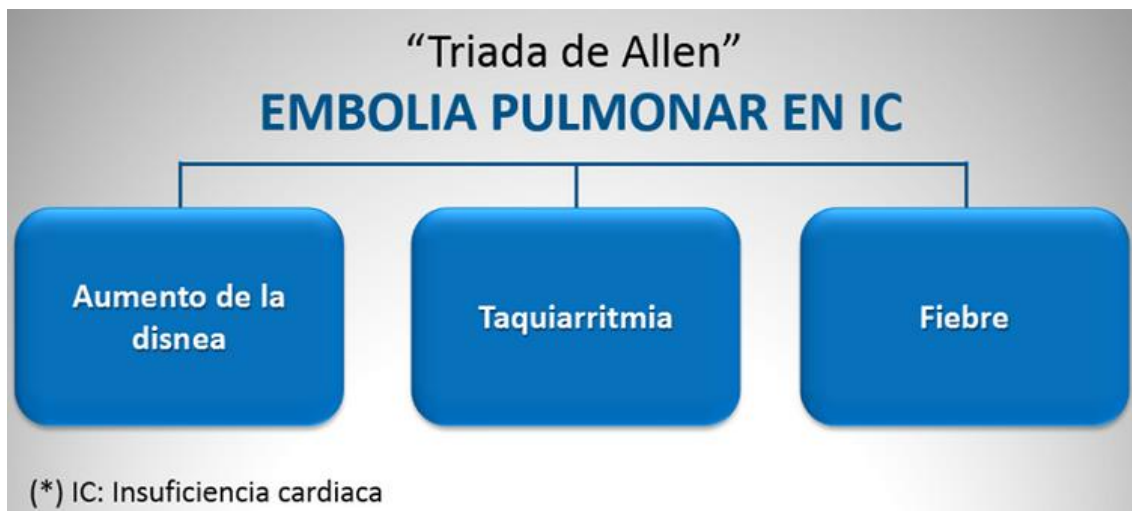 “Triada de Allen”
EMBOLIA PULMONAR EN IC
Aumento de la
disnea
Taquiarritmia
Fiebre
(*) IC: Insuficiencia cardiaca